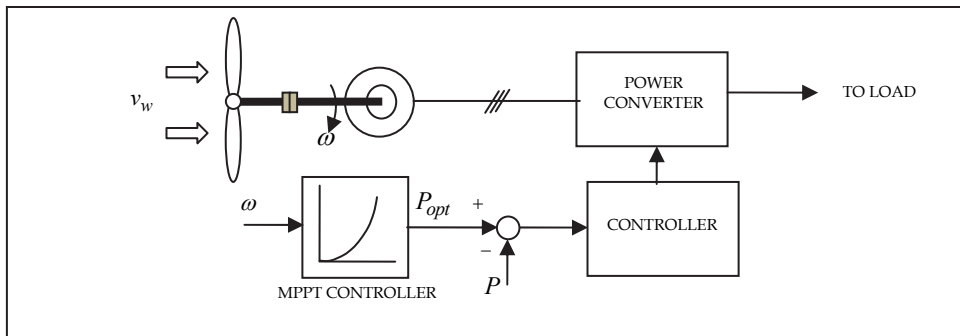 POWER
CONVERTER
TO LOAD
v_w
ω
ω
P_opt
+
−
P
CONTROLLER
MPPT CONTROLLER